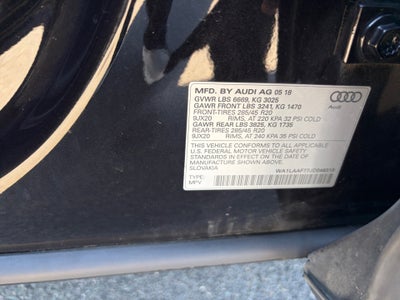 MFD. BY AUDI AG 05 18
GVWR LBS 6669, KG 3025
GAWR FRONT LBS 3241, KG 1470
FRONT-TIRES 285/45 R20
9JX20 RIMS, AT 220 KPA 32 PSI COLD
GAWR REAR LBS 3825, KG 1735
REAR-TIRES 285/45 R20
9JX20 RIMS, AT 240 KPA 35 PSI COLD
THIS VEHICLE CONFORMS TO ALL APPLICABLE
U.S. FEDERAL MOTOR VEHICLE SAFETY
STANDARDS IN EFFECT ON THE DATE OF
MANUFACTURE SHOWN ABOVE.
SLOVAKIA
TYPE:
MPV
Audi